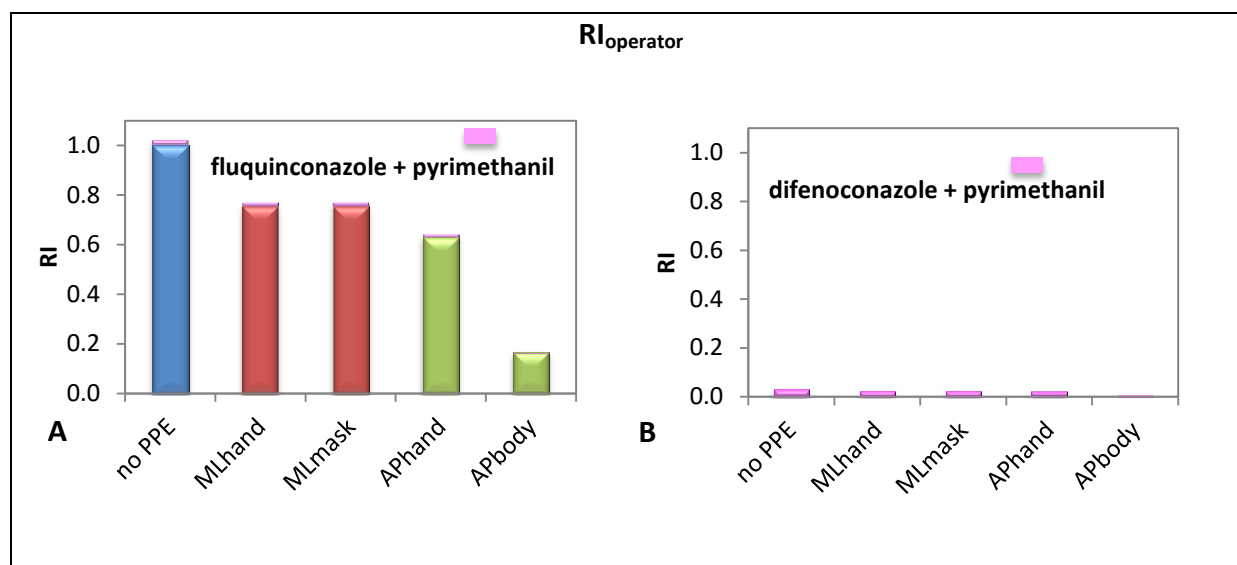 RIoperator
fluquinconazole + pyrimethanil
RI
1.0
0.8
0.6
0.4
0.2
0.0
no PPE
MLhand
MLmask
APhand
APbody
A
difenoconazole + pyrimethanil
RI
1.0
0.8
0.6
0.4
0.2
0.0
no PPE
MLhand
MLmask
APhand
APbody
B